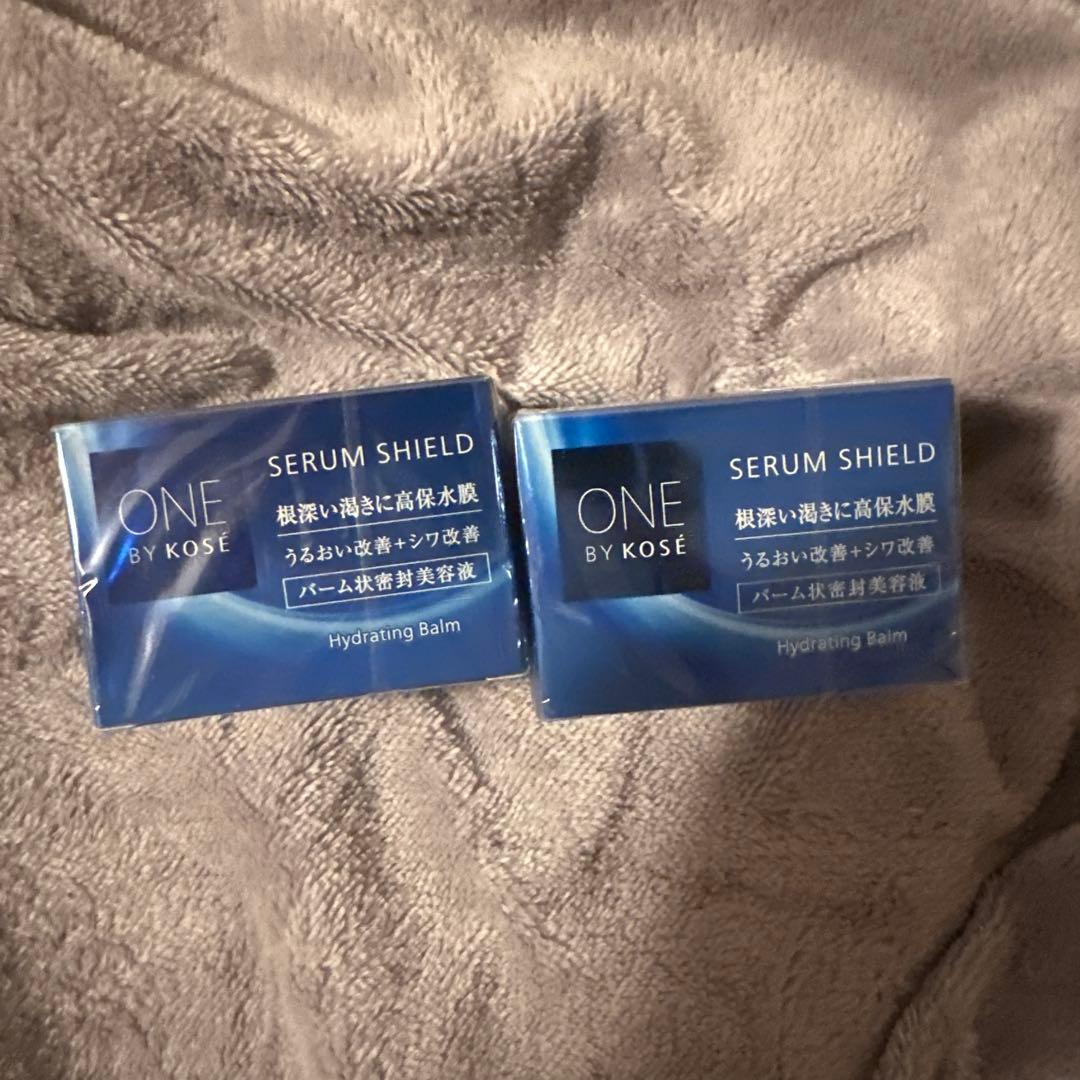 ONE
BY KOSÉ
SERUM SHIELD
根深い渇きに高保水膜
うるおい改善+シワ改善
バーム状密封美容液
Hydrating Balm
ONE
BY KOSÉ
SERUM SHIELD
根深い渇きに高保水膜
うるおい改善+シワ改善
バーム状密封美容液
Hydrating Balm